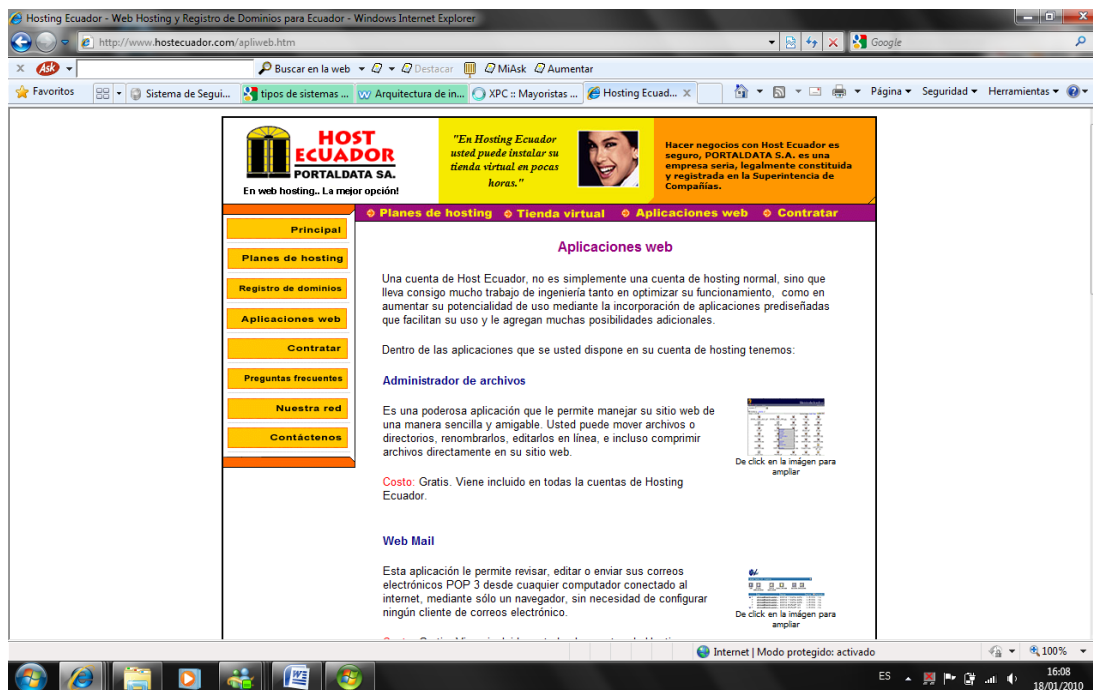 Hosting Ecuador - Web Hosting y Registro de Dominios para Ecuador - Windows Internet Explorer
http://www.hostecuador.com/apliweb.htm
Google
Ask
Buscar en la web
Destacar
MiAsk
Aumentar
Favoritos
Sistema de Segui...
tipos de sistemas ...
Arquitectura de in...
XPC :: Mayoristas ...
Hosting Ecuad...
Página
Seguridad
Herramientas
HOST
ECUADOR
PORTALDATA SA.
En web hosting.. La mejor opción!
"En Hosting Ecuador
usted puede instalar su
tienda virtual en pocas
horas."
Hacer negocios con Host Ecuador es
seguro, PORTALDATA S.A. es una
empresa seria, legalmente constituida
y registrada en la Superintencia de
Compañías.
Planes de hosting
Tienda virtual
Aplicaciones web
Contratar
Principal
Planes de hosting
Registro de dominios
Aplicaciones web
Contratar
Preguntas frecuentes
Nuestra red
Contáctenos
Aplicaciones web
Una cuenta de Host Ecuador, no es simplemente una cuenta de hosting normal, sino que
lleva consigo mucho trabajo de ingeniería tanto en optimizar su funcionamiento, como en
aumentar su potencialidad de uso mediante la incorporación de aplicaciones prediseñadas
que facilitan su uso y le agregan muchas posibilidades adicionales.
Dentro de las aplicaciones que se usted dispone en su cuenta de hosting tenemos:
Administrador de archivos
Es una poderosa aplicación que le permite manejar su sitio web de
una manera sencilla y amigable. Usted puede mover archivos o
directorios, renombrarlos, editarlos en línea, e incluso comprimir
archivos directamente en su sitio web.
De click en la imágen para
ampliar
Costo: Gratis. Viene incluido en todas la cuentas de Hosting
Ecuador.
Web Mail
Esta aplicación le permite revisar, editar o enviar sus correos
electrónicos POP 3 desde cuaquier computador conectado al
internet, mediante sólo un navegador, sin necesidad de configurar
ningún cliente de correos electrónico.
De click en la imágen para
ampliar
Internet | Modo protegido: activado
100%
ES
16:08
18/01/2010